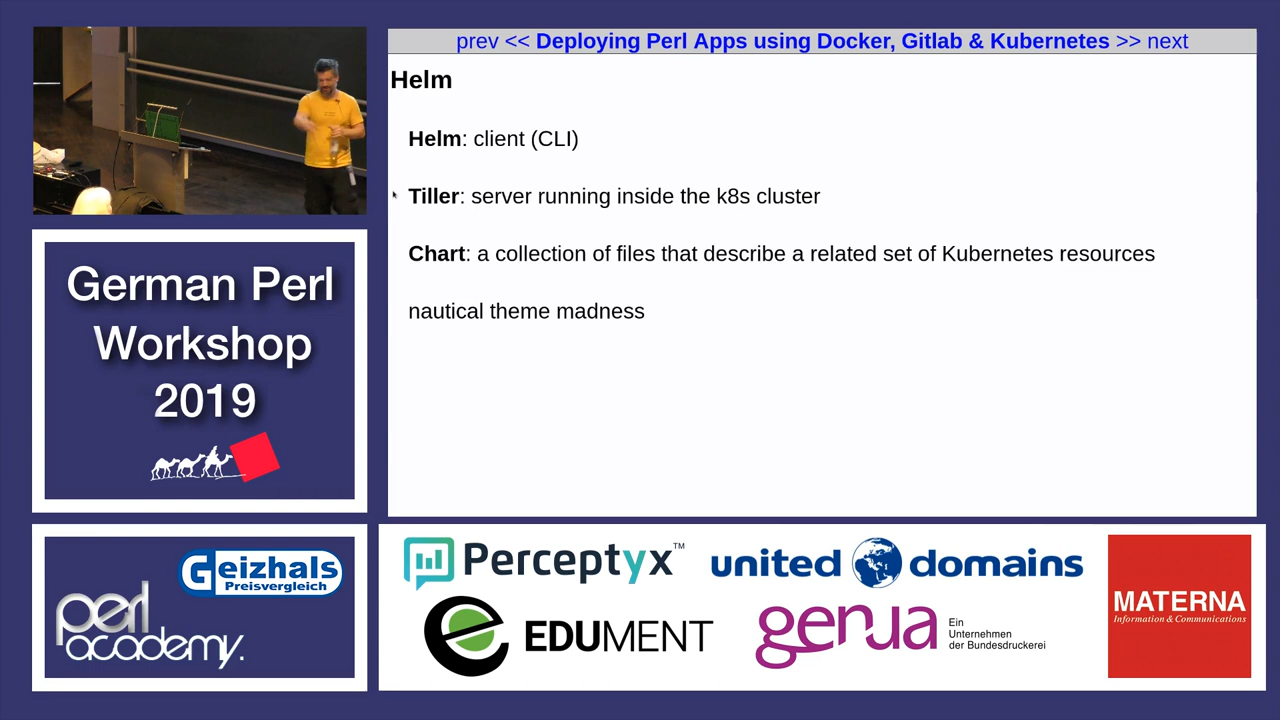 prev << Deploying Perl Apps using Docker, Gitlab & Kubernetes >> next
Helm
Helm: client (CLI)
Tiller: server running inside the k8s cluster
Chart: a collection of files that describe a related set of Kubernetes resources
nautical theme madness
German Perl
Workshop
2019
Geizhals
Preisvergleich
perl
academy.
Perceptyx™
united domains
EDUMENT
genua
Ein
Unternehmen
der Bundesdruckerei
MATERNA
Information & Communications